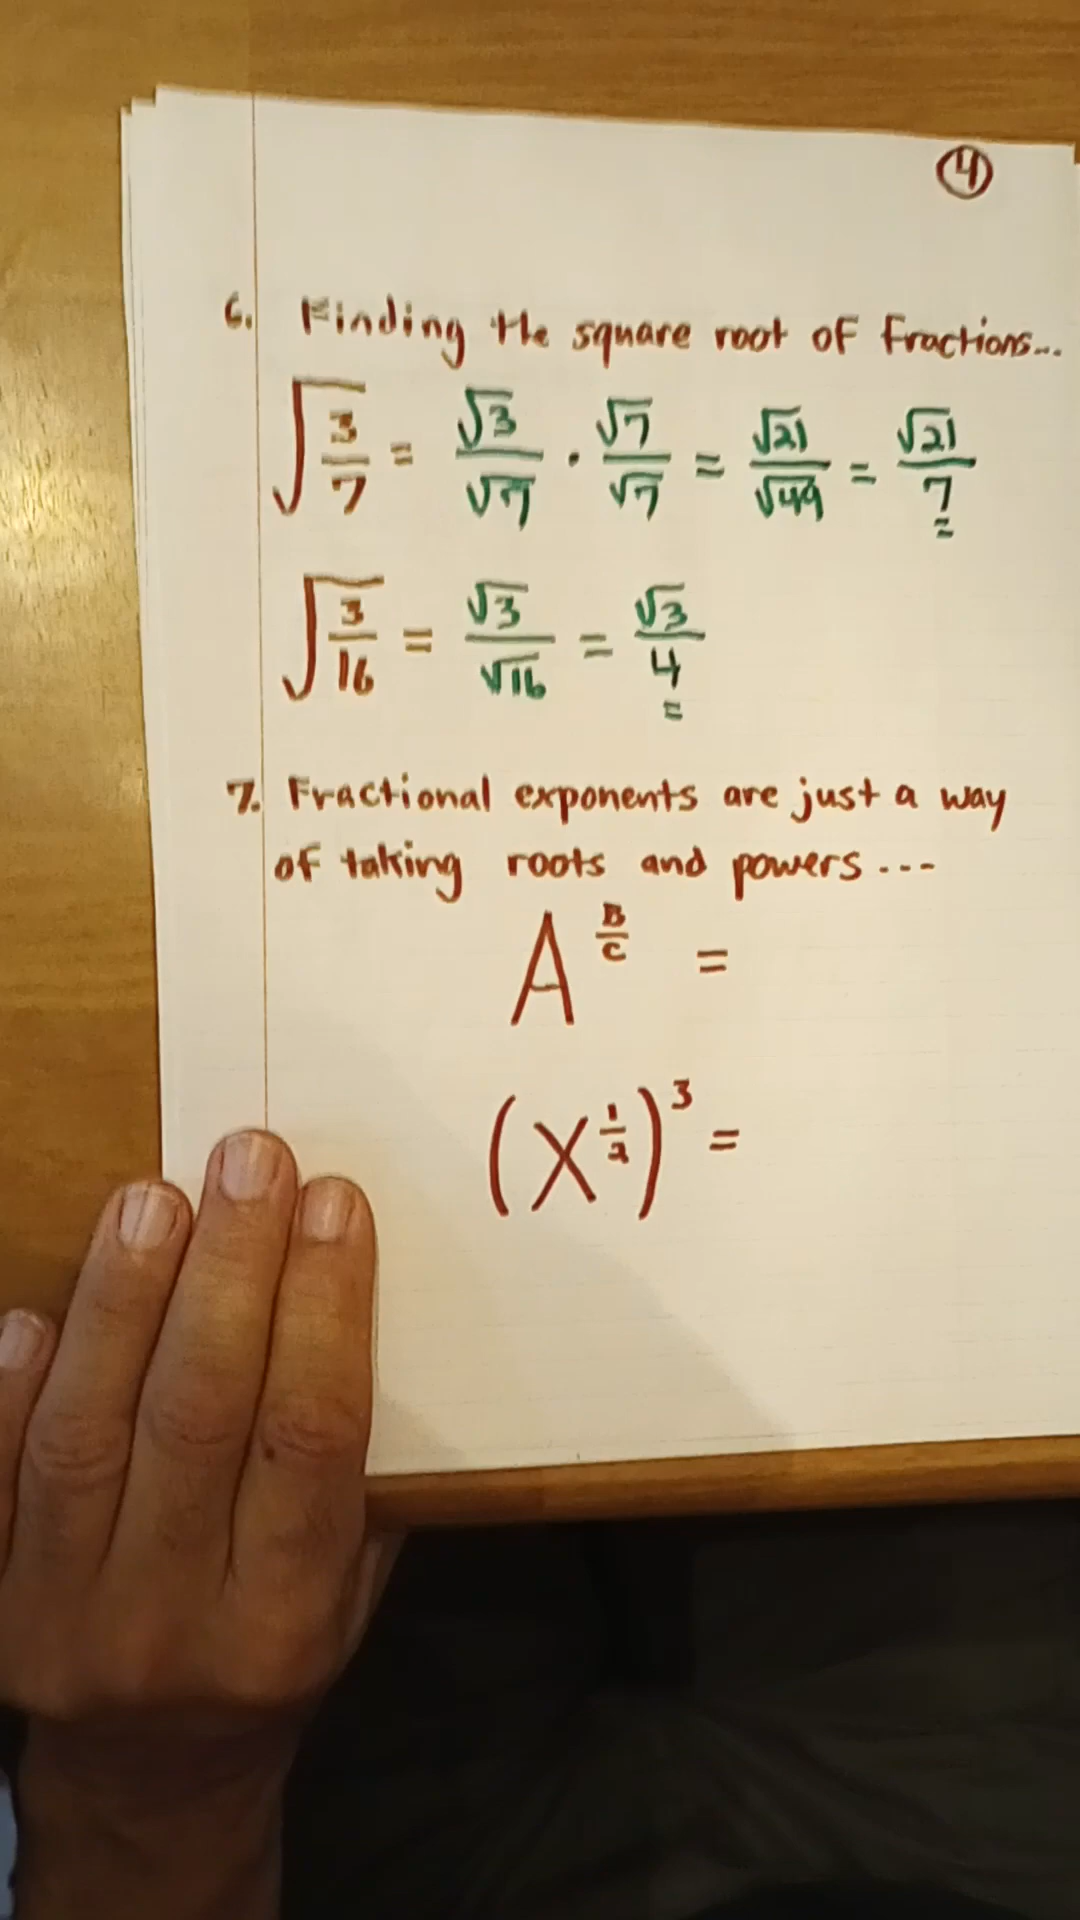 4
6. Finding the square root of fractions...
√(3/7) = √3/√7 · √7/√7 = √21/√49 = √21/7
√(3/16) = √3/√16 = √3/4
7. Fractional exponents are just a way
of taking roots and powers...
A^(B/C) =
(X^(1/2))^3 =